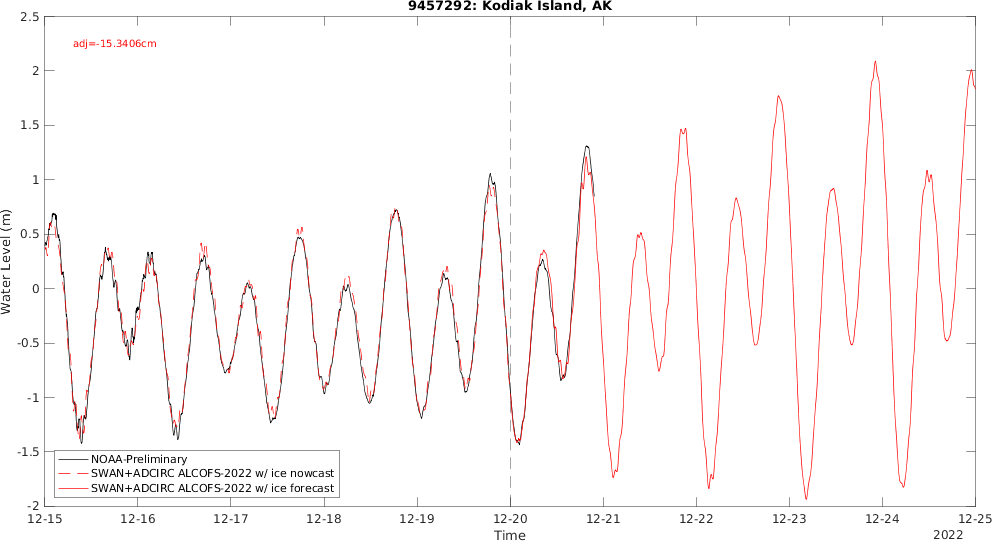 9457292: Kodiak Island, AK
adj=-15.3406cm
Water Level (m)
2.5
2
1.5
1
0.5
0
-0.5
-1
-1.5
-2
NOAA-Preliminary
SWAN+ADCIRC ALCOFS-2022 w/ ice nowcast
SWAN+ADCIRC ALCOFS-2022 w/ ice forecast
12-15 12-16 12-17 12-18 12-19 12-20 12-21 12-22 12-23 12-24 12-25
Time
2022